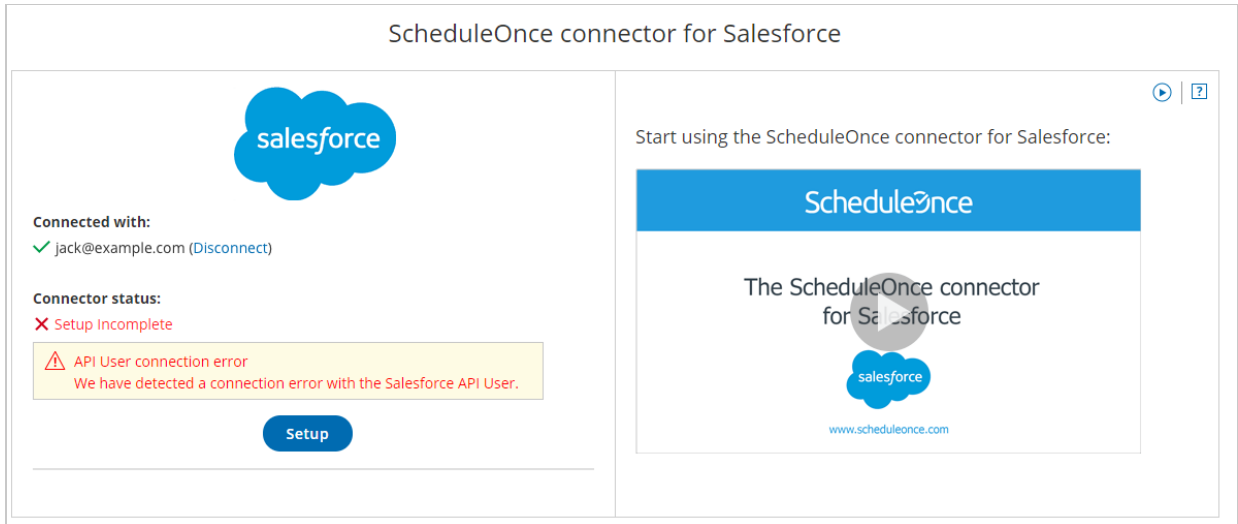 ScheduleOnce connector for Salesforce
salesforce
Connected with:
jack@example.com (Disconnect)
Connector status:
Setup Incomplete
API User connection error
We have detected a connection error with the Salesforce API User.
Setup
?
Start using the ScheduleOnce connector for Salesforce:
ScheduleOnce
The ScheduleOnce connector
for Salesforce
salesforce
www.scheduleonce.com